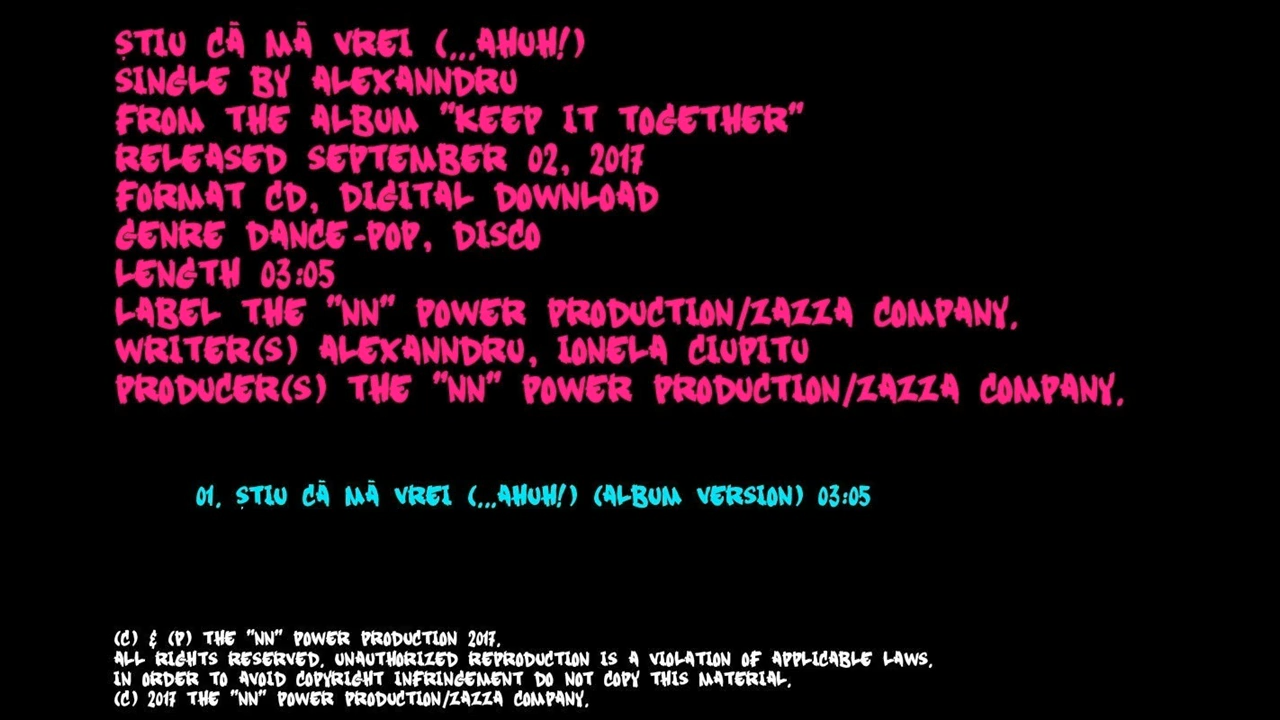 ȘTIU CĂ MĂ VREI (...AHUH!)
SINGLE BY ALEXANNDRU
FROM THE ALBUM "KEEP IT TOGETHER"
RELEASED SEPTEMBER 02, 2017
FORMAT CD, DIGITAL DOWNLOAD
GENRE DANCE-POP, DISCO
LENGTH 03:05
LABEL THE "NN" POWER PRODUCTION/ZAZZA COMPANY.
WRITER(S) ALEXANNDRU, IONELA CIUPITU
PRODUCER(S) THE "NN" POWER PRODUCTION/ZAZZA COMPANY.
01. ȘTIU CĂ MĂ VREI (...AHUH!) (ALBUM VERSION) 03:05
(C) & (P) THE "NN" POWER PRODUCTION 2017.
ALL RIGHTS RESERVED. UNAUTHORIZED REPRODUCTION IS A VIOLATION OF APPLICABLE LAWS.
IN ORDER TO AVOID COPYRIGHT INFRINGEMENT DO NOT COPY THIS MATERIAL.
(C) 2017 THE "NN" POWER PRODUCTION/ZAZZA COMPANY.